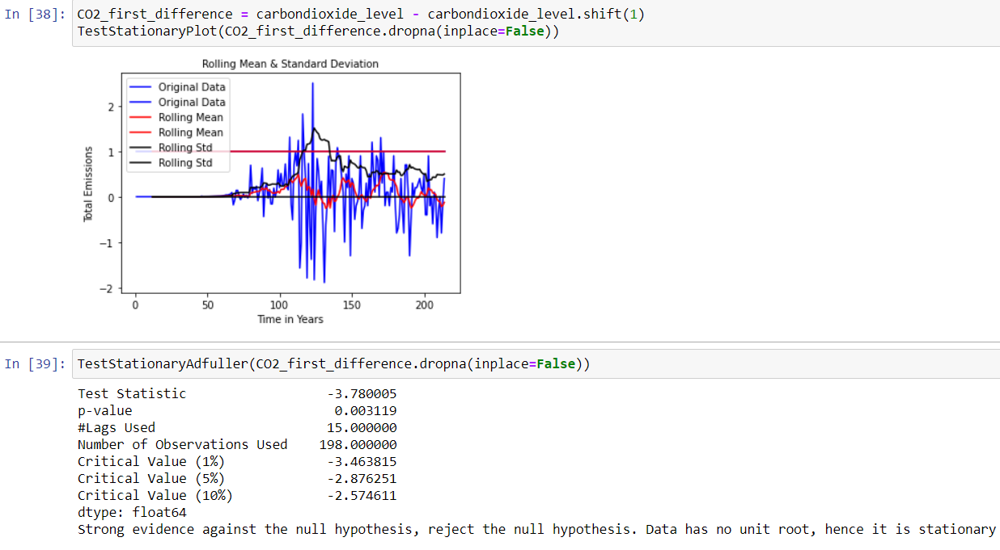 In [38]: CO2_first_difference = carbondioxide_level - carbondioxide_level.shift(1)
TestStationaryPlot(CO2_first_difference.dropna(inplace=False))
Rolling Mean & Standard Deviation
Original Data
Original Data
Rolling Mean
Rolling Mean
Rolling Std
Rolling Std
Total Emissions
2
1
0
−1
−2
0 50 100 150 200
Time in Years
In [39]: TestStationaryAdfuller(CO2_first_difference.dropna(inplace=False))
Test Statistic -3.780005
p-value 0.003119
#Lags Used 15.000000
Number of Observations Used 198.000000
Critical Value (1%) -3.463815
Critical Value (5%) -2.876251
Critical Value (10%) -2.574611
dtype: float64
Strong evidence against the null hypothesis, reject the null hypothesis. Data has no unit root, hence it is stationary